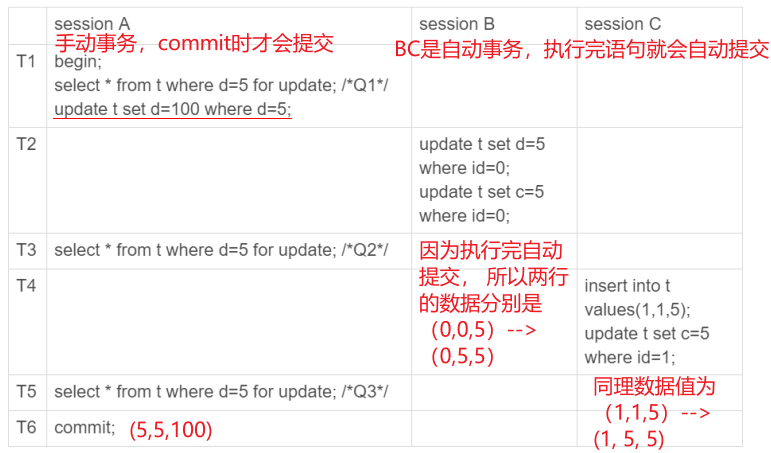 session A
session B
session C
手动事务，commit时才会提交
BC是自动事务，执行完语句就会自动提交
T1
begin;
select * from t where d=5 for update; /*Q1*/
update t set d=100 where d=5;
T2
update t set d=5
where id=0;
update t set c=5
where id=0;
T3
select * from t where d=5 for update; /*Q2*/
因为执行完自动
提交， 所以两行
的数据分别是
（0,0,5）-->
（0,5,5）
T4
insert into t
values(1,1,5);
update t set c=5
where id=1;
T5
select * from t where d=5 for update; /*Q3*/
同理数据值为
（1,1,5）-->
(1, 5, 5)
T6
commit;
(5,5,100)